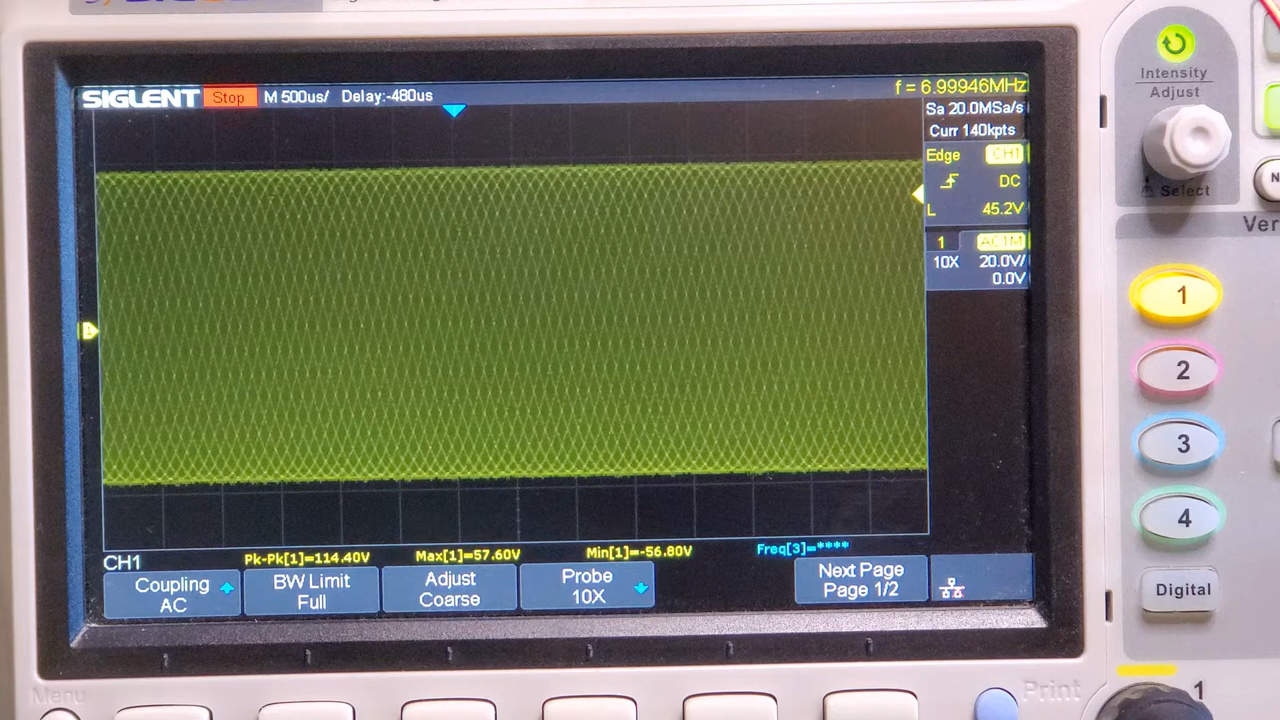 SIGLENT Stop M 500us/ Delay:-480us f = 6.99946MHz
Sa 20.0MSa/s
Curr 140kpts
Edge CH1
DC
L 45.2V
1 AC1M
10X 20.0V/
0.0V
1
CH1 Pk-Pk[1]=114.40V Max[1]=57.60V Min[1]=-56.80V Freq[3]=****
Coupling
AC
BW Limit
Full
Adjust
Coarse
Probe
10X
Next Page
Page 1/2
Intensity
Adjust
Select
Ver
1
2
3
4
Digital
Menu
Print
1
N